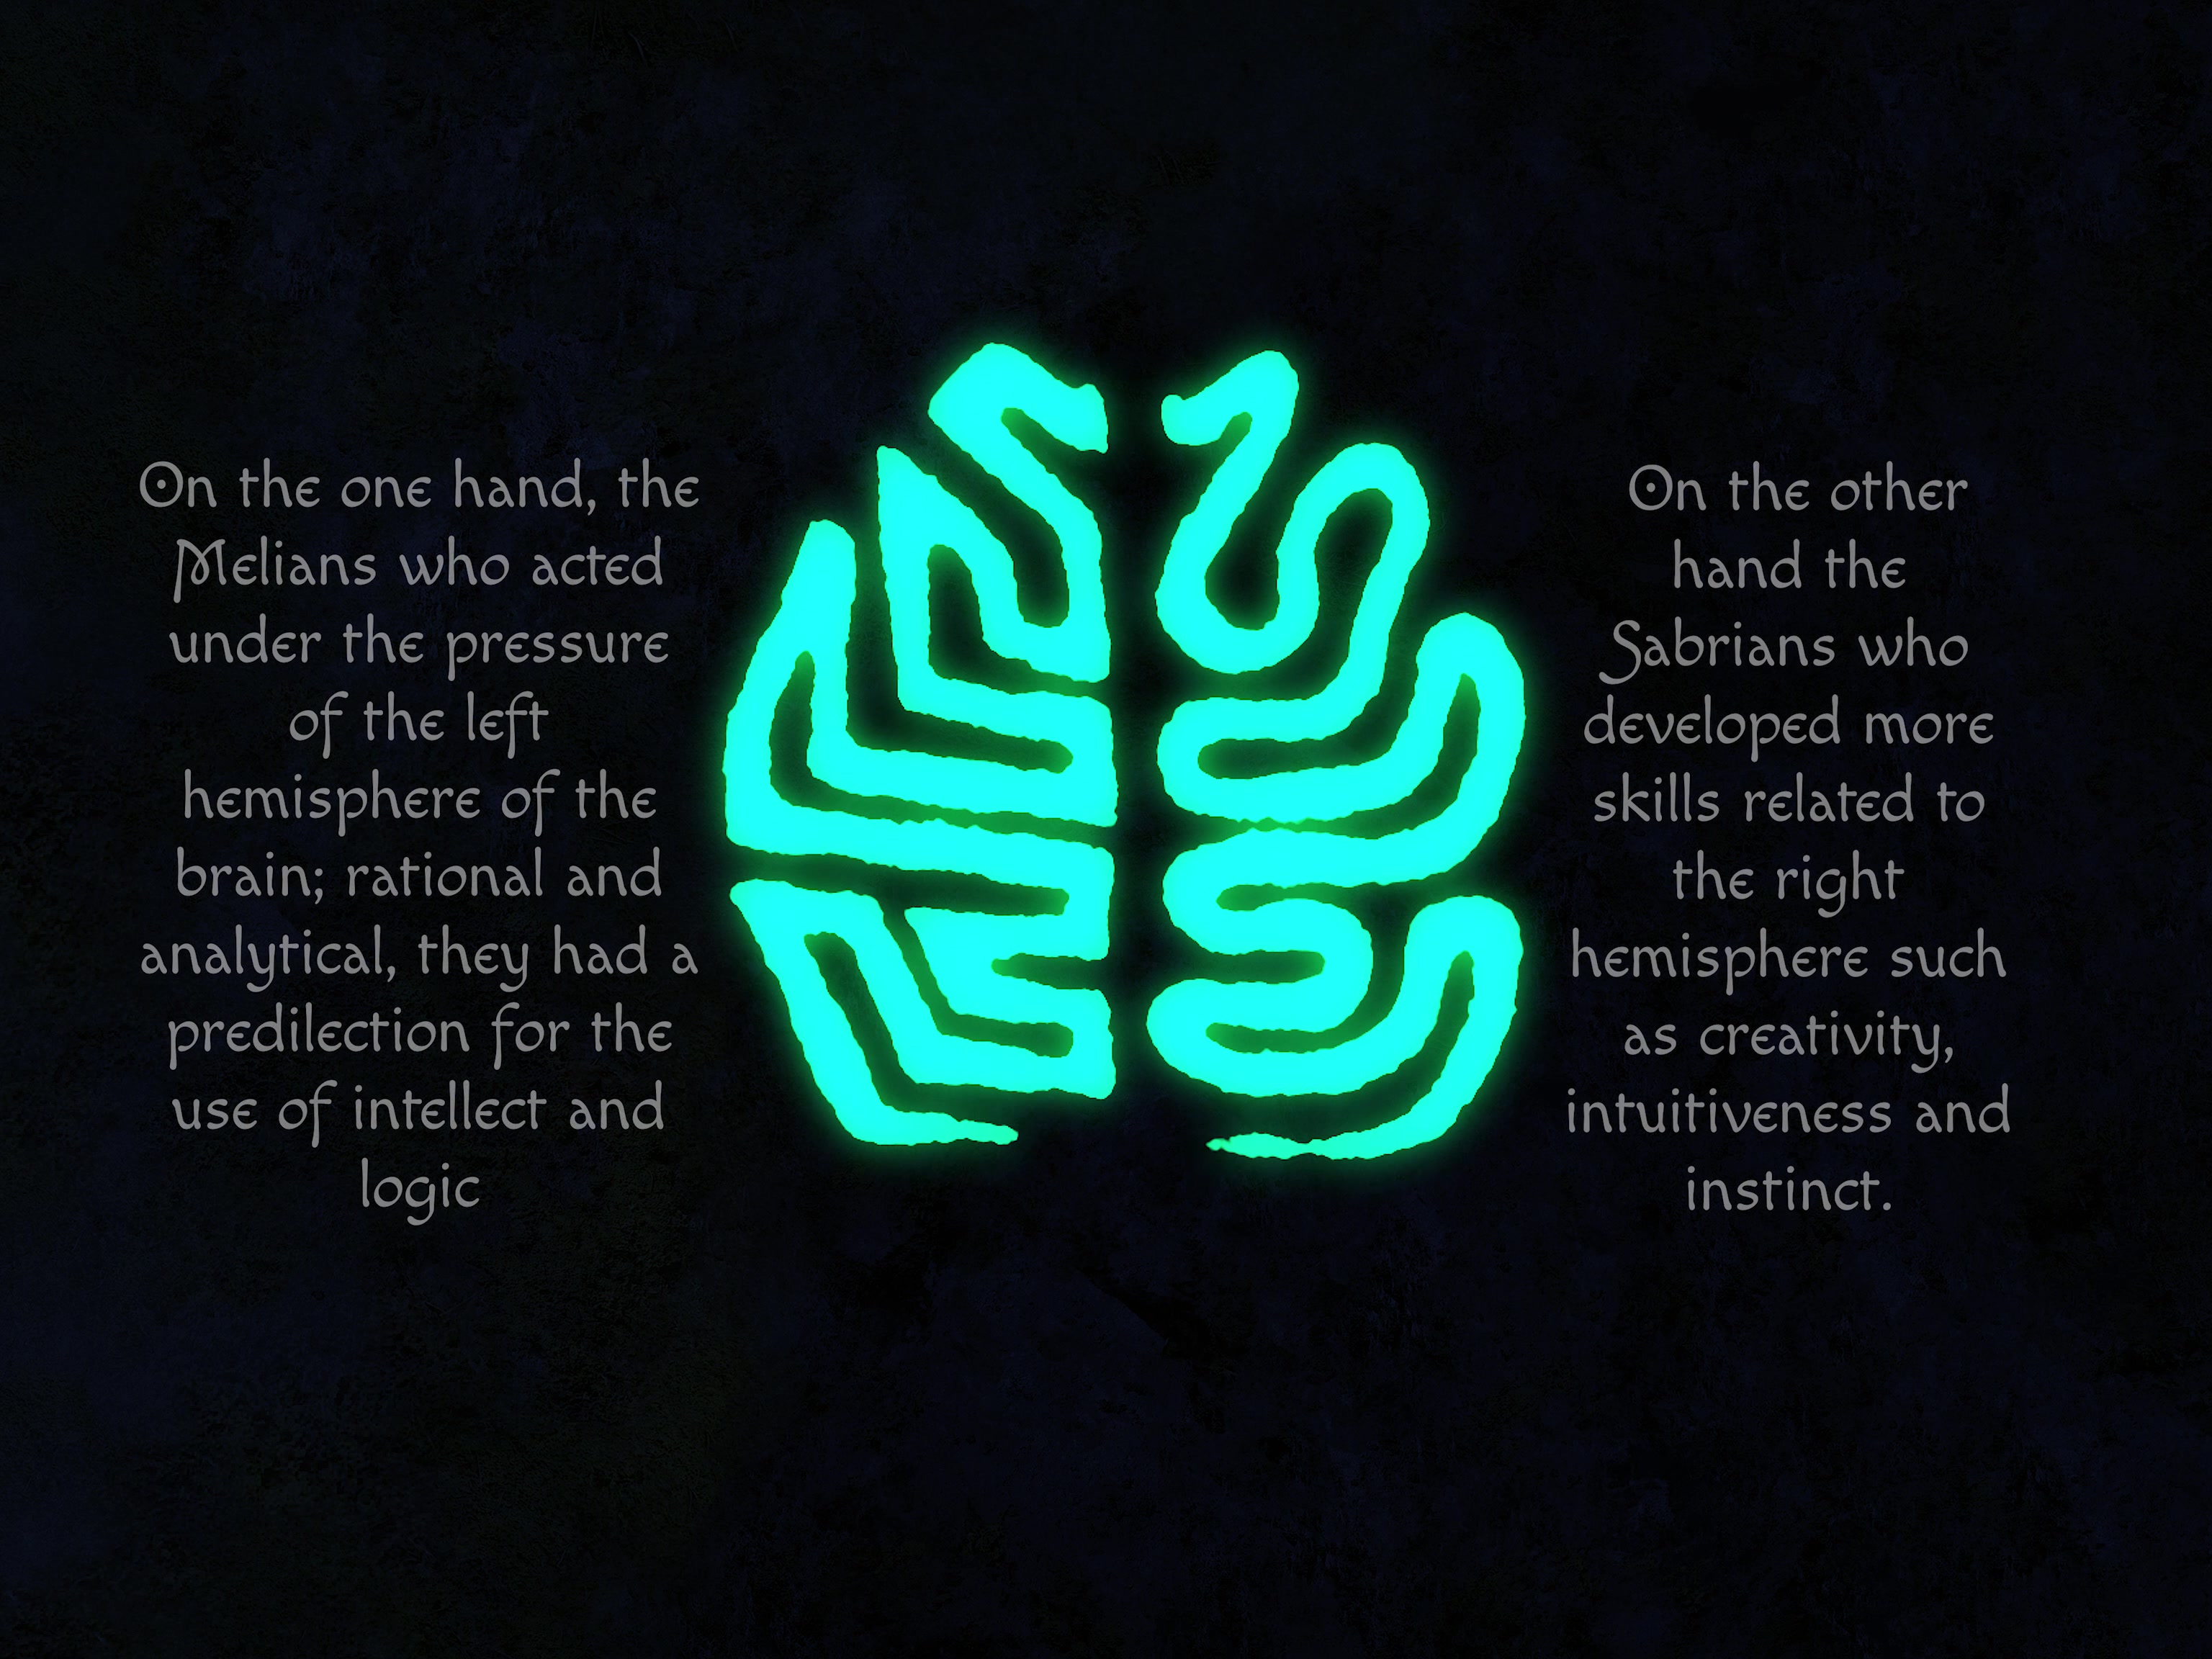 On the one hand, the
Melians who acted
under the pressure
of the left
hemisphere of the
brain; rational and
analytical, they had a
predilection for the
use of intellect and
logic
On the other
hand the
Sabrians who
developed more
skills related to
the right
hemisphere such
as creativity,
intuitiveness and
instinct.